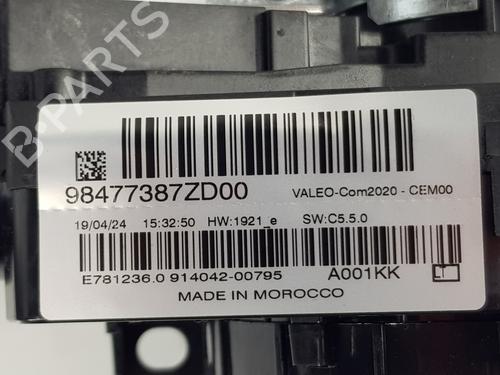 B-PARTS
98477387ZD00
VALEO-Com2020 - CEM00
19/04/24 15:32:50 HW:1921_e SW:C5.5.0
E781236.0 914042-00795 A001KK
MADE IN MOROCCO